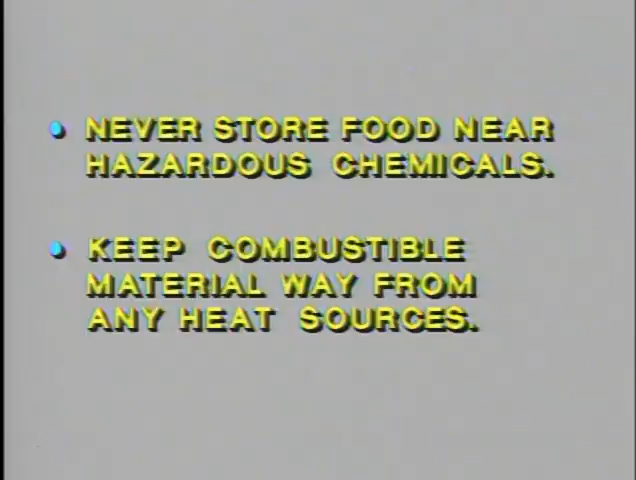 • NEVER STORE FOOD NEAR
HAZARDOUS CHEMICALS.
• KEEP COMBUSTIBLE
MATERIAL WAY FROM
ANY HEAT SOURCES.